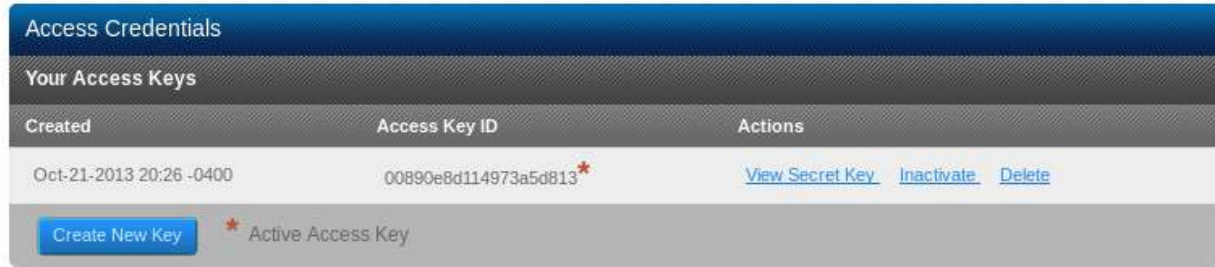 Access Credentials
Your Access Keys
Created Access Key ID Actions
Oct-21-2013 20:26 -0400 00890e8d114973a5d813* View Secret Key Inactivate Delete
Create New Key * Active Access Key